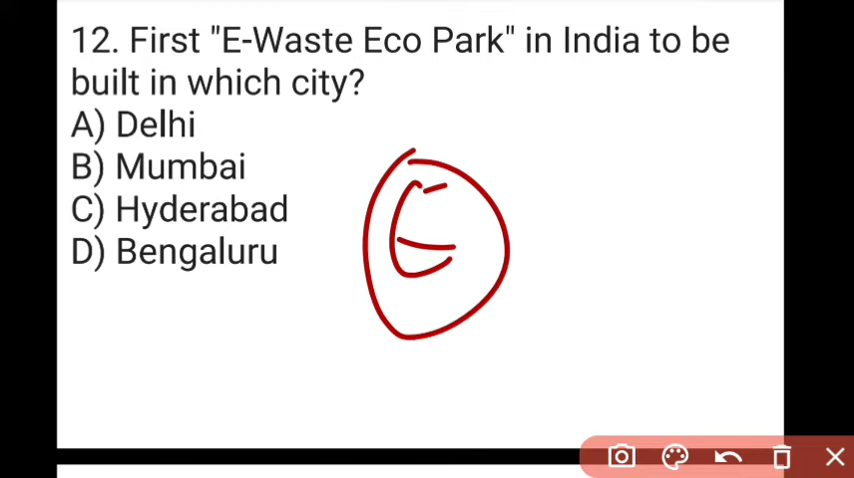 12. First "E-Waste Eco Park" in India to be
built in which city?
A) Delhi
B) Mumbai
C) Hyderabad
D) Bengaluru
E